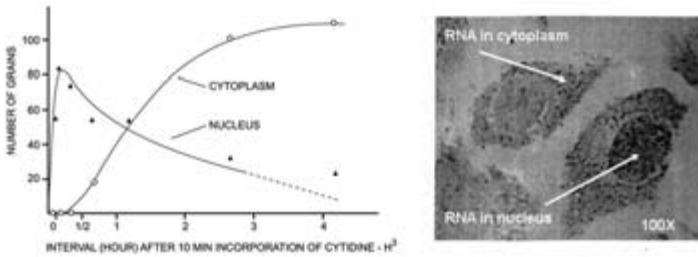 100
80
60
40
20
NUMBER OF GRAINS
CYTOPLASM
NUCLEUS
0 1/2 1 2 3 4
INTERVAL (HOUR) AFTER 10 MIN INCORPORATION OF CYTIDINE - H³
RNA in cytoplasm
RNA in nucleus
100X